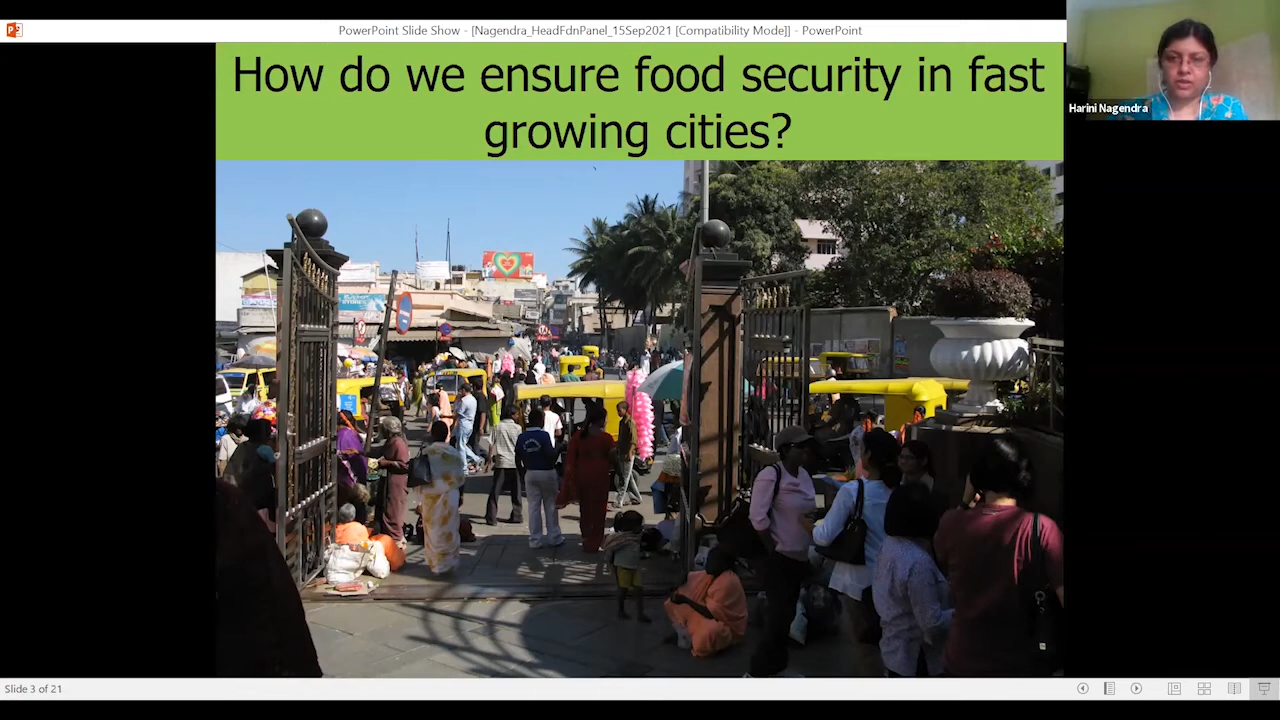 PowerPoint Slide Show - [Nagendra_HeadFdnPanel_15Sep2021 [Compatibility Mode]] - PowerPoint
How do we ensure food security in fast
growing cities?
Harini Nagendra
Slide 3 of 21